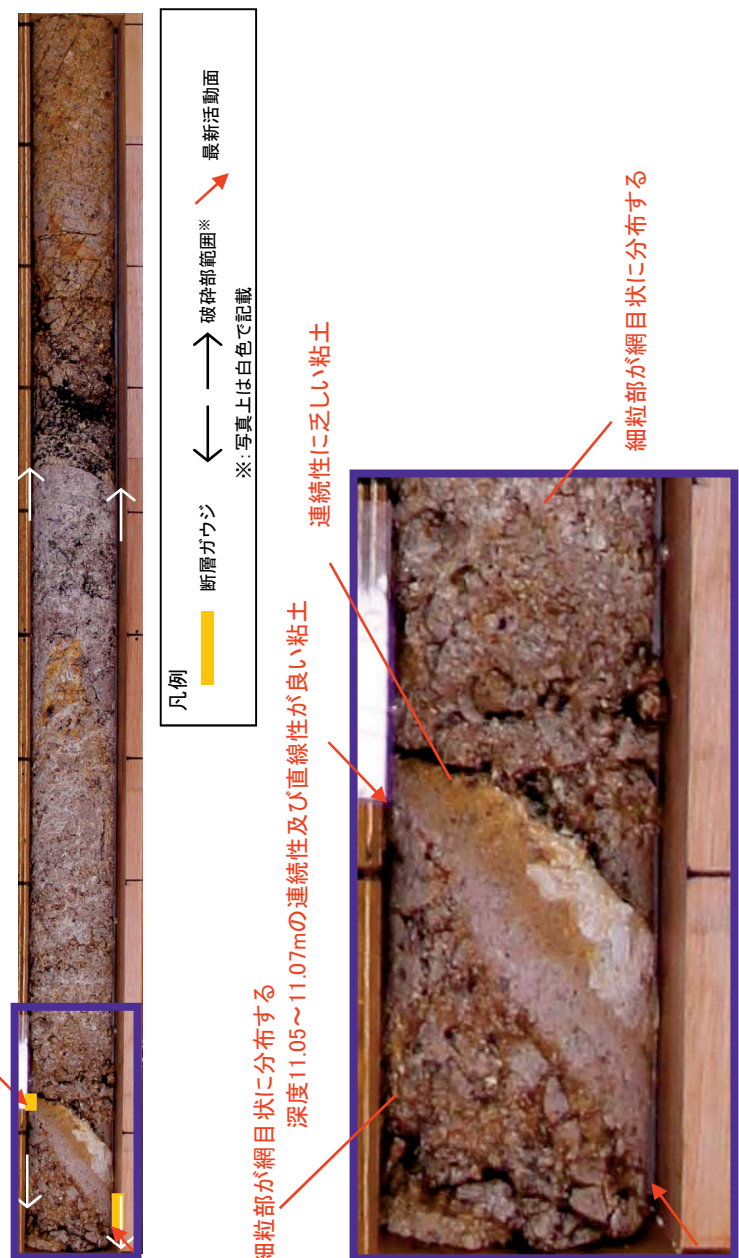 凡例
断層ガウジ
破砕部範囲※
最新活動面
※:写真上は白色で記載
細粒部が網目状に分布する
深度11.05～11.07mの連続性及び直線性が良い粘土
連続性に乏しい粘土
細粒部が網目状に分布する